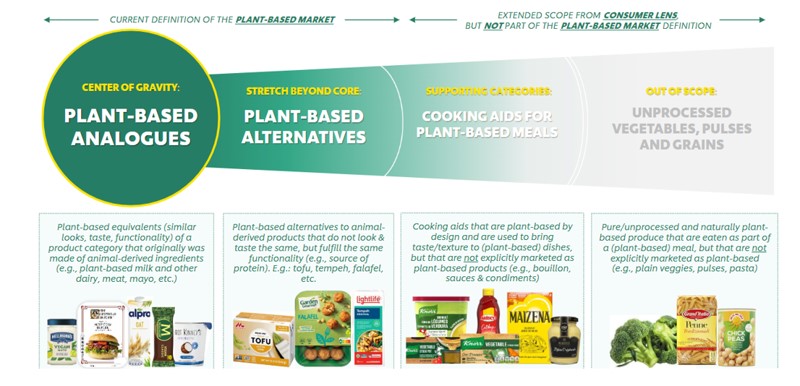 CURRENT DEFINITION OF THE PLANT-BASED MARKET
EXTENDED SCOPE FROM CONSUMER LENS,
BUT NOT PART OF THE PLANT-BASED MARKET DEFINITION
CENTER OF GRAVITY:
PLANT-BASED
ANALOGUES
STRETCH BEYOND CORE:
PLANT-BASED
ALTERNATIVES
SUPPORTING CATEGORIES:
COOKING AIDS FOR
PLANT-BASED MEALS
OUT OF SCOPE:
UNPROCESSED
VEGETABLES, PULSES
AND GRAINS
Plant-based equivalents (similar
looks, taste, functionality) of a
product category that originally was
made of animal-derived ingredients
(e.g., plant-based milk and other
dairy, meat, mayo, etc.)
Plant-based alternatives to animal-
derived products that do not look &
taste the same, but fulfill the same
functionality (e.g., source of
protein). E.g.: tofu, tempeh, falafel,
etc.
Cooking aids that are plant-based by
design and are used to bring
taste/texture to (plant-based) dishes,
but that are not explicitly marketed as
plant-based products (e.g., bouillon,
sauces & condiments)
Pure/unprocessed and naturally plant-
based produce that are eaten as part of
a (plant-based) meal, but that are not
explicitly marketed as plant-based
(e.g., plain veggies, pulses, pasta)
alpro
OAT
TOFU
Garden
FALAFEL
lightlife
Knorr
Knorr
VEGETABLE
MAIZENA
Penne
CHICK
PEAS